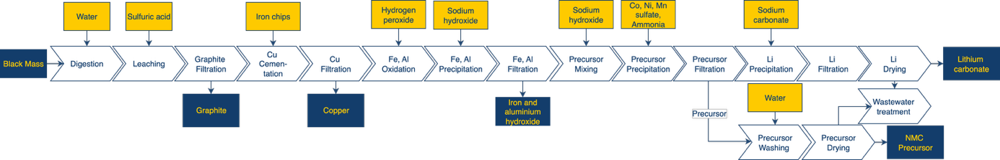 Water
Sulfuric acid
Iron chips
Hydrogen
peroxide
Sodium
hydroxide
Sodium
hydroxide
Co, Ni, Mn
sulfate,
Ammonia
Sodium
carbonate
Black Mass
Digestion
Leaching
Graphite
Filtration
Cu
Cemen-
tation
Cu
Filtration
Fe, Al
Oxidation
Fe, Al
Precipitation
Fe, Al
Filtration
Precursor
Mixing
Precursor
Precipitation
Precursor
Filtration
Li
Precipitation
Li
Filtration
Li
Drying
Lithium
carbonate
Graphite
Copper
Iron and
aluminium
hydroxide
Precursor
Water
Wastewater
treatment
Precursor
Washing
Precursor
Drying
NMC
Precursor